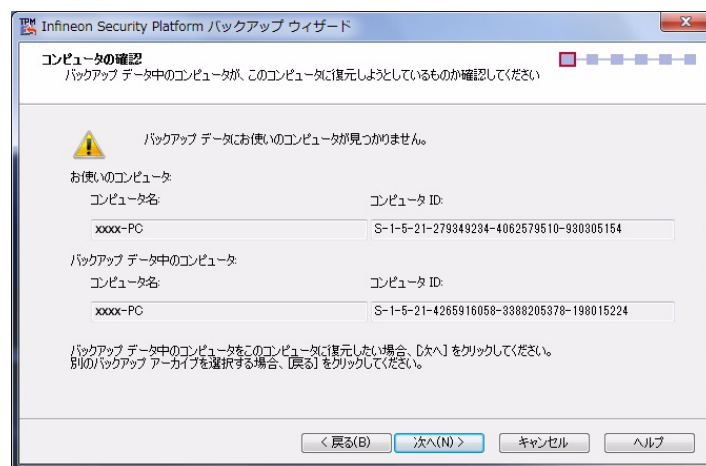 TPM Infineon Security Platform バックアップ ウィザード
コンピュータの確認
バックアップ データ中のコンピュータが、このコンピュータに復元しようとしているものか確認してください
バックアップ データにお使いのコンピュータが見つかりません。
お使いのコンピュータ:
コンピュータ名: コンピュータ ID:
xxxx-PC S-1-5-21-279349234-4062579510-930305154
バックアップ データ中のコンピュータ:
コンピュータ名: コンピュータ ID:
xxxx-PC S-1-5-21-4265916058-3388205378-198015224
バックアップ データ中のコンピュータをこのコンピュータに復元したい場合、[次へ] をクリックしてください。
別のバックアップ アーカイブを選択する場合、[戻る] をクリックしてください。
< 戻る(B) 次へ(N) > キャンセル ヘルプ